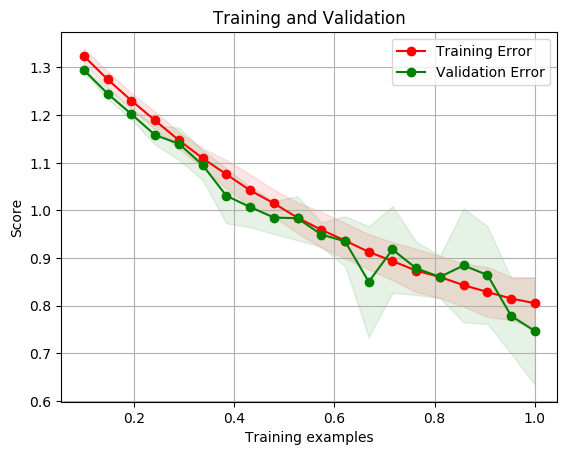 Training and Validation
Training Error
Validation Error
Score
1.3
1.2
1.1
1.0
0.9
0.8
0.7
0.6
0.2 0.4 0.6 0.8 1.0
Training examples